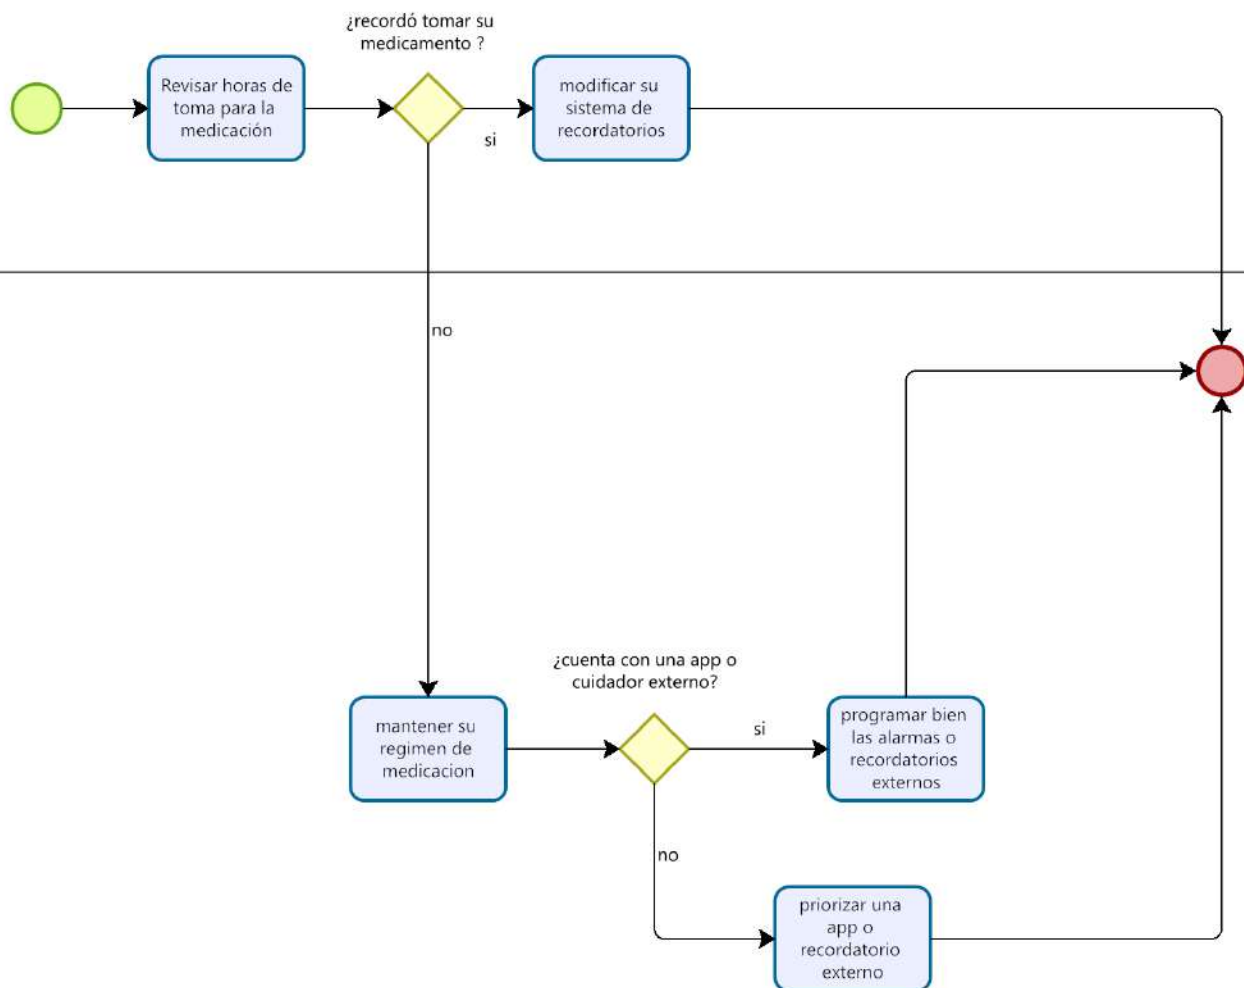 ¿recordó tomar su
medicamento ?
Revisar horas de
toma para la
medicación
si
modificar su
sistema de
recordatorios
no
¿cuenta con una app o
cuidador externo?
mantener su
regimen de
medicacion
si
programar bien
las alarmas o
recordatorios
externos
no
priorizar una
app o
recordatorio
externo